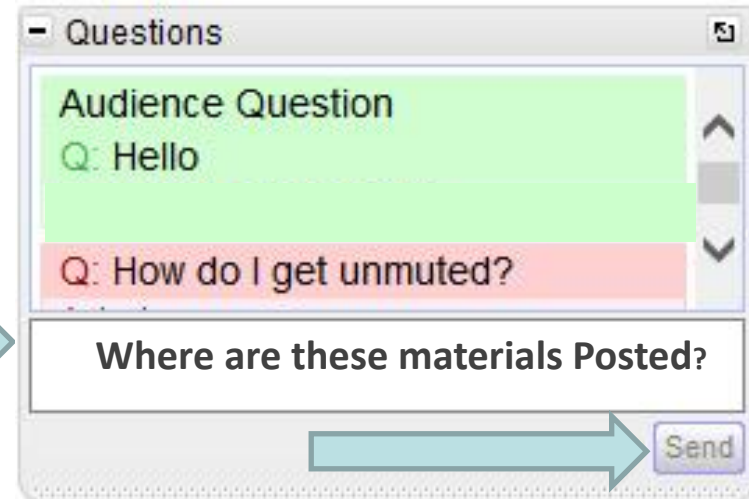 Questions
Audience Question
Q: Hello
Q: How do I get unmuted?
Where are these materials Posted?
Send